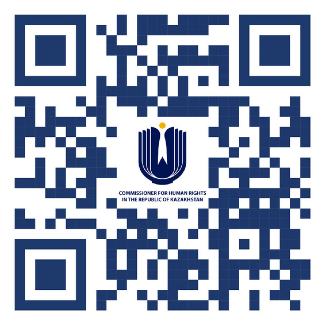 COMMISSIONER FOR HUMAN RIGHTS
IN THE REPUBLIC OF KAZAKHSTAN